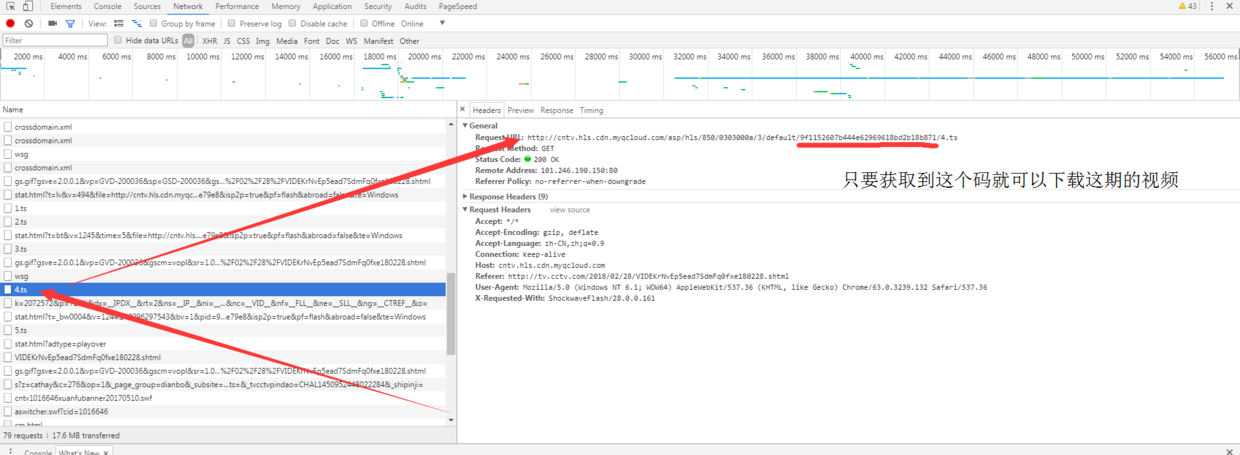 Elements Console Sources Network Performance Memory Application Security Audits PageSpeed 43
View: Group by frame Preserve log Disable cache Offline Online
Filter Hide data URLs All XHR JS CSS Img Media Font Doc WS Manifest Other
2000 ms 4000 ms 6000 ms 8000 ms 10000 ms 12000 ms 14000 ms 16000 ms 18000 ms 20000 ms 22000 ms 24000 ms 26000 ms 28000 ms 30000 ms 32000 ms 34000 ms 36000 ms 38000 ms 40000 ms 42000 ms 44000 ms 46000 ms 48000 ms 50000 ms 52000 ms 54000 ms 56000 ms
Name
crossdomain.xml
crossdomain.xml
wsg
crossdomain.xml
gs.gif?gsve=2.0.0.1&vp=GVD-200036&sp=GSD-200036&gs...%2F02%2F28%2FVIDEKrNvEp5ead7SdmFq0fxe180228.shtml
stat.html?t=lv&v=494&file=http://cntv.hls.cdn.myqc...e79e8&isp2p=true&pf=flash&abroad=false&te=Windows
1.ts
2.ts
stat.html?t=bt&v=1245&time=5&file=http://cntv.hls....e79e8&isp2p=true&pf=flash&abroad=false&te=Windows
3.ts
gs.gif?gsve=2.0.0.1&vp=GVD-200036&gscm=vopl&sr=1.0...%2F02%2F28%2FVIDEKrNvEp5ead7SdmFq0fxe180228.shtml
wsg
4.ts
k=2072572&p= =__IPDX__&rt=2&ns=__IP__&ni=__...&nc=__VID__&nf=__FLL__&ne=__SLL__&ng=__CTREF__&o=
stat.html?t=_bw0004&v=1244. 096297543&bv=1&pid=9...e79e8&isp2p=true&pf=flash&abroad=false&te=Windows
5.ts
stat.html?adtype=playover
VIDEKrNvEp5ead7SdmFq0fxe180228.shtml
gs.gif?gsve=2.0.0.1&vp=GVD-200036&gscm=vopl&sr=1.0...%2F02%2F28%2FVIDEKrNvEp5ead7SdmFq0fxe180228.shtml
s?z=cathay&c=276&op=1&_page_group=dianbo&_subsite=...ts=&_tvcctvpindao=CHAL1450952448022284&_shipinji=
cntv1016646xuanfubanner20170510.swf
aswitcher.swf?cid=1016646
cm.html
79 requests | 17.6 MB transferred
Headers Preview Response Timing
General
Request URL: http://cntv.hls.cdn.myqcloud.com/asp/hls/850/0303000a/3/default/9f1152607b444e62969618bd2b18b871/4.ts
Request Method: GET
Status Code: 200 OK
Remote Address: 101.246.190.150:80
Referrer Policy: no-referrer-when-downgrade
只要获取到这个码就可以下载这期的视频
Response Headers (9)
Request Headers view source
Accept: */*
Accept-Encoding: gzip, deflate
Accept-Language: zh-CN,zh;q=0.9
Connection: keep-alive
Host: cntv.hls.cdn.myqcloud.com
Referer: http://tv.cctv.com/2018/02/28/VIDEKrNvEp5ead7SdmFq0fxe180228.shtml
User-Agent: Mozilla/5.0 (Windows NT 6.1; WOW64) AppleWebKit/537.36 (KHTML, like Gecko) Chrome/63.0.3239.132 Safari/537.36
X-Requested-With: ShockwaveFlash/28.0.0.161
Console What's New